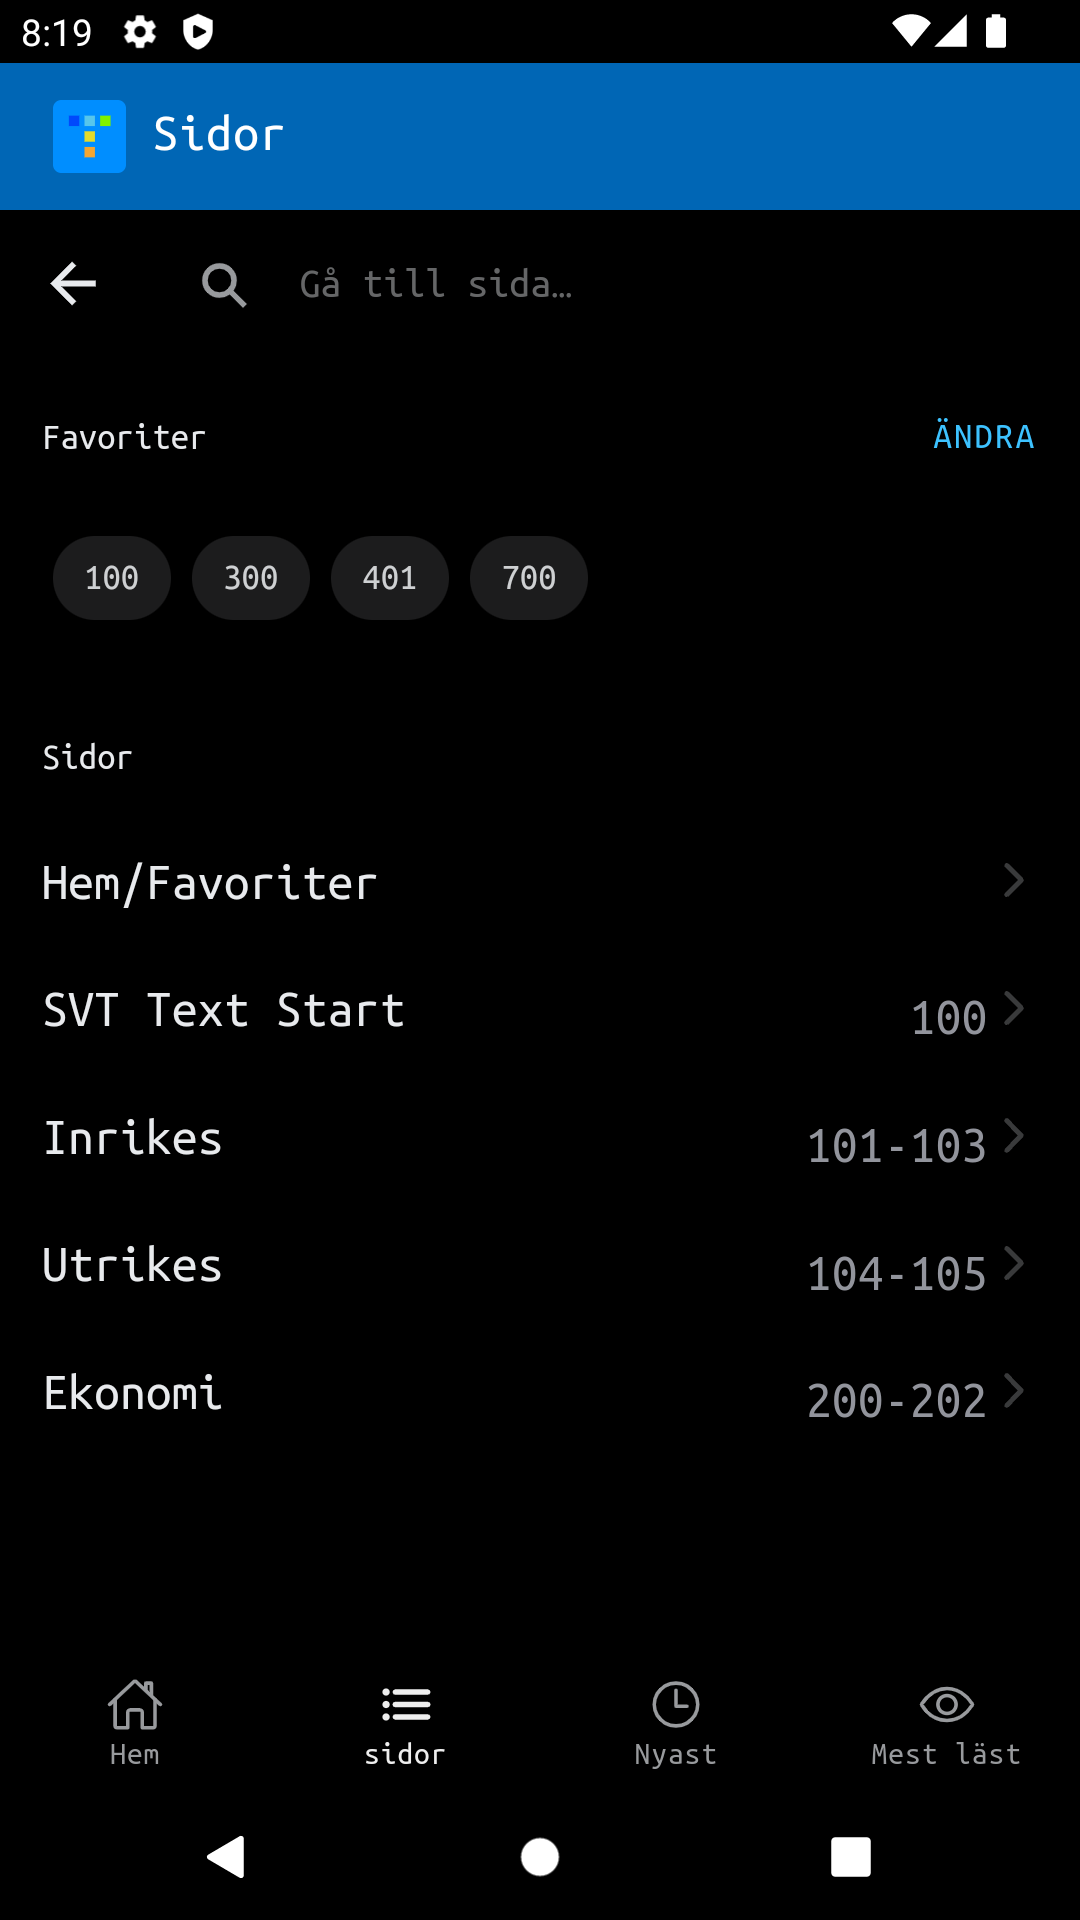 8:19
Sidor
Gå till sida...
Favoriter
ÄNDRA
100 300 401 700
Sidor
Hem/Favoriter
SVT Text Start 100
Inrikes 101-103
Utrikes 104-105
Ekonomi 200-202
Hem sidor Nyast Mest läst